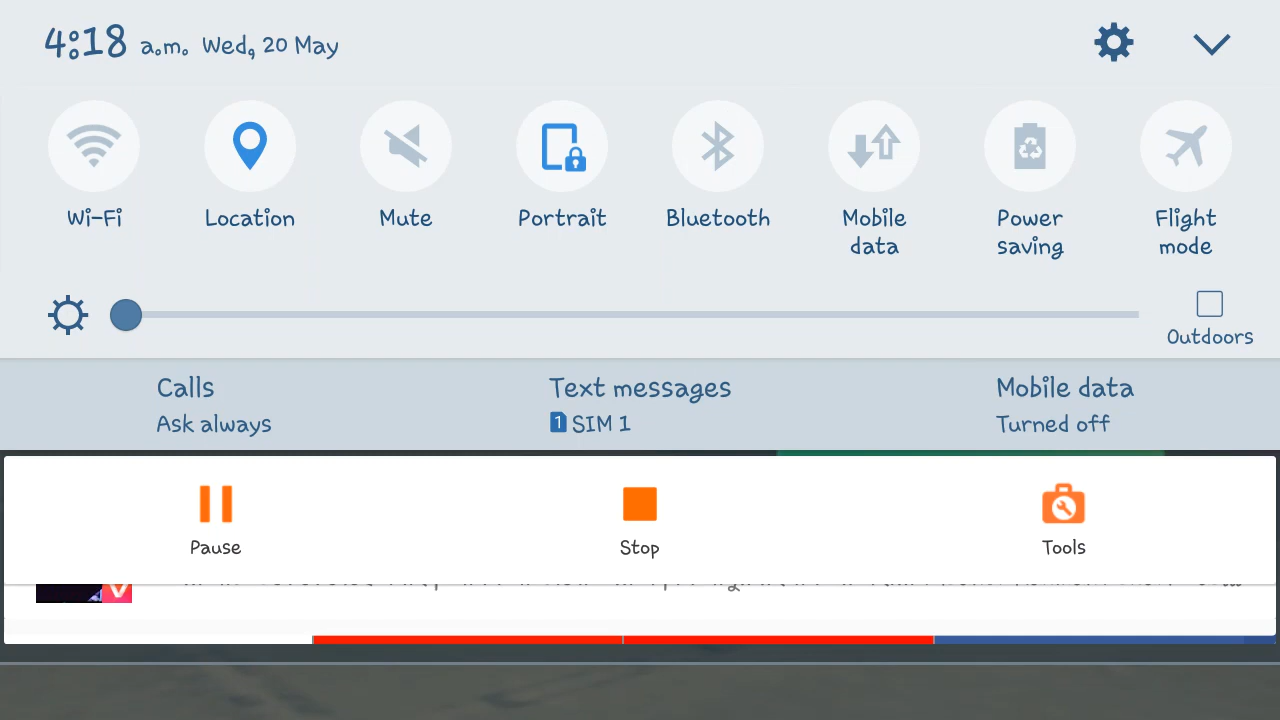 4:18 a.m. Wed, 20 May
Wi-Fi
Location
Mute
Portrait
Bluetooth
Mobile data
Power saving
Flight mode
Outdoors
Calls
Text messages
Mobile data
Ask always
1 SIM 1
Turned off
Pause
Stop
Tools